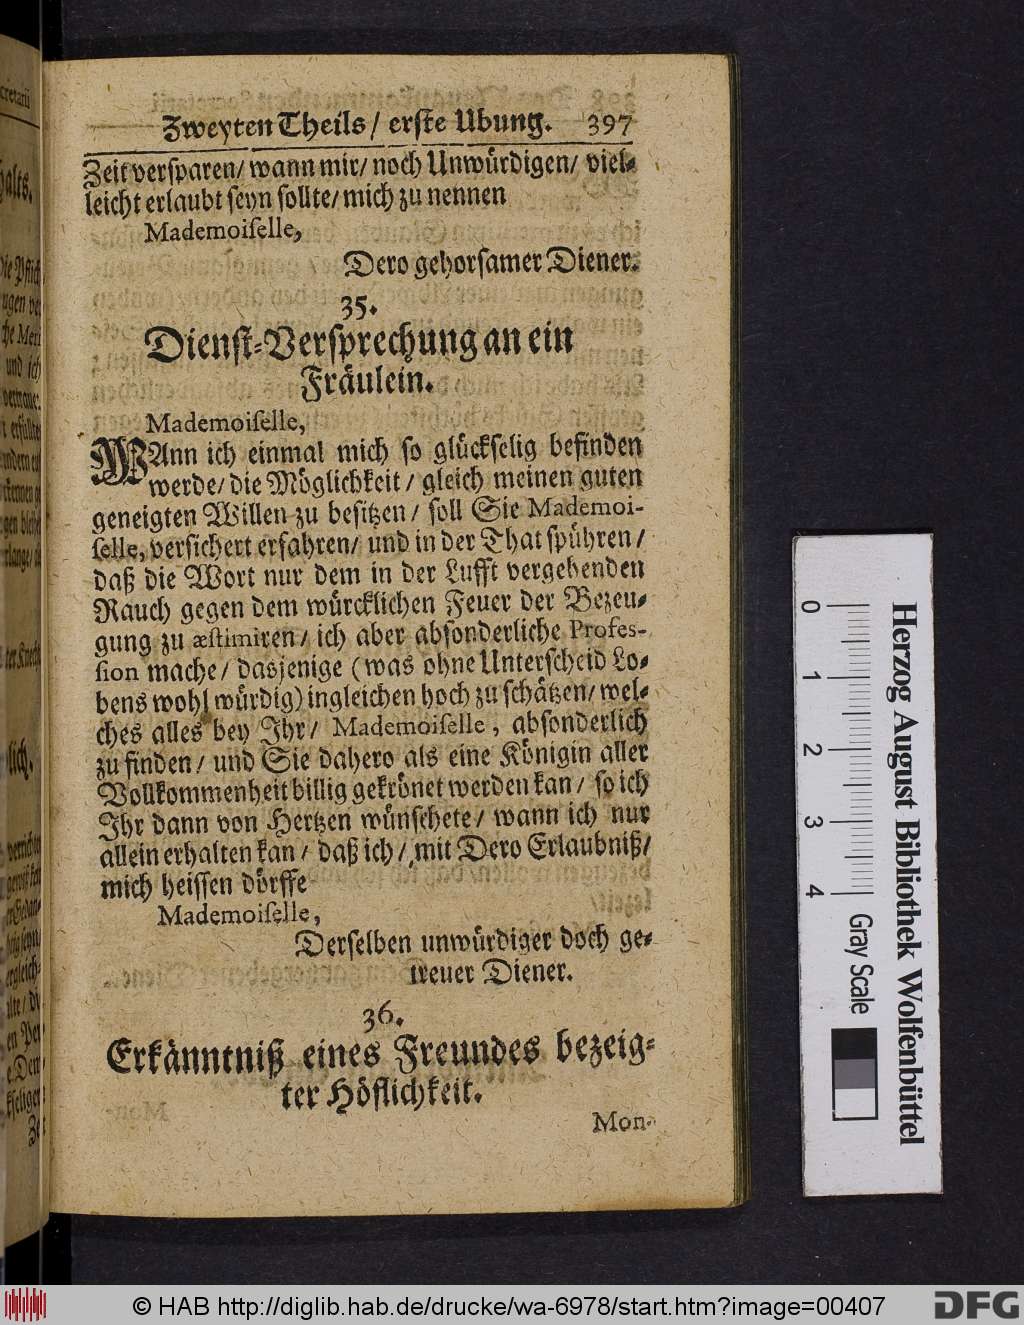 Zweyten Theils/ erste Ubung. 397
Zeit versparen/ wann mir/ noch Unwürdigen/ viel-
leicht erlaubt seyn sollte/ mich zu nennen
Mademoiselle,
Dero gehorsamer Diener.
35.
Dienst-Versprechung an ein
Fräulein.
Mademoiselle,
WAnn ich einmal mich so glückselig befinden
werde/ die Möglichkeit/ gleich meinen guten
geneigten Willen zu besitzen/ soll Sie Mademoi-
selle, versichert erfahren/ und in der That spühren/
daß die Wort nur dem in der Lufft vergehenden
Rauch gegen dem würcklichen Feuer der Bezeu-
gung zu æstimiren/ ich aber absonderliche Profes-
sion mache/ dasjenige (was ohne Unterscheid Lo-
bens wohl würdig) ingleichen hoch zu schätzen/ wel-
ches alles bey Ihr/ Mademoiselle, absonderlich
zu finden/ und Sie dahero als eine Königin aller
Vollkommenheit billig gekrönet werden kan/ so ich
Ihr dann von Hertzen wünschete/ wann ich nur
allein erhalten kan/ daß ich/ mit Dero Erlaubniß/
mich heissen dörffe
Mademoiselle,
Derselben unwürdiger doch ge-
treuer Diener.
36.
Erkänntniß eines Freundes bezeig-
ter Höflichkeit.
Mon-
0 1 2 3 4
Gray Scale
Herzog August Bibliothek Wolfenbüttel
© HAB http://diglib.hab.de/drucke/wa-6978/start.htm?image=00407
DFG